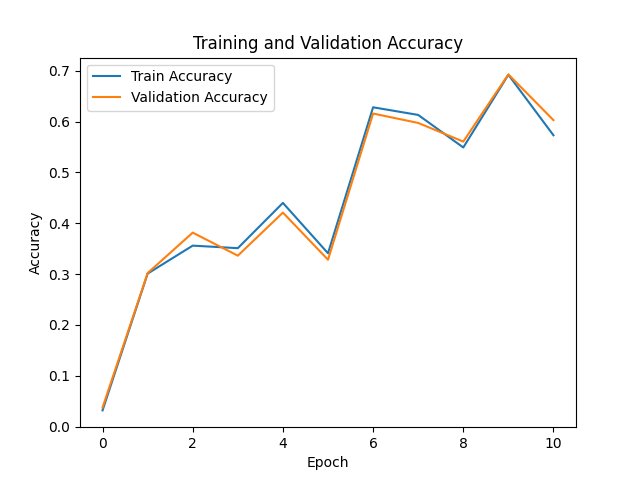 Training and Validation Accuracy
Train Accuracy
Validation Accuracy
0.7
0.6
0.5
0.4
0.3
0.2
0.1
0.0
Accuracy
0 2 4 6 8 10
Epoch